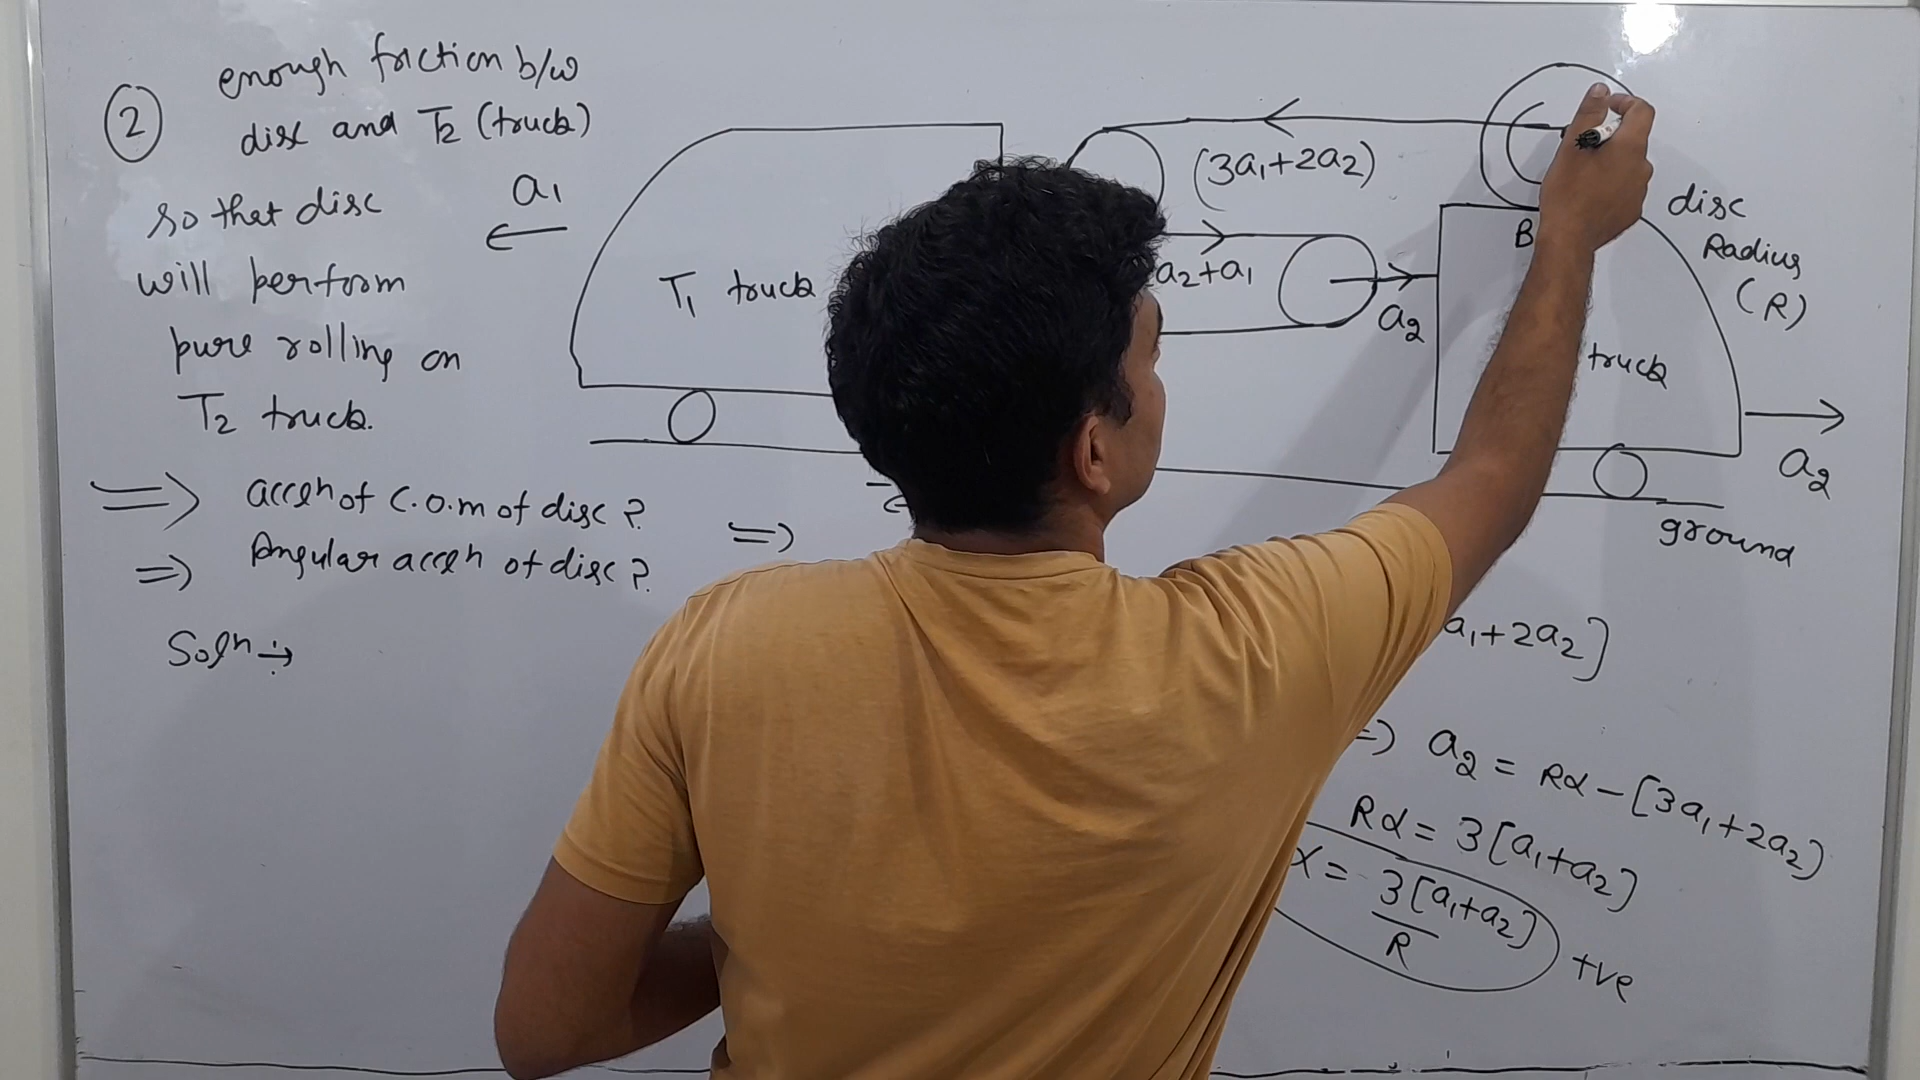 2
enough friction b/w
disc and T2 (truck)
so that disc
will perform
pure rolling on
T2 truck.
⇒ accln of C.O.M of disc ?
⇒ Angular accln of disc ?
Soln ÷→
a1
T1 truck
(3a1+2a2)
a2+a1
a2
B
disc
Radius
(R)
truck
a2
ground
⇒
a1+2a2]
⇒ a2 = Rα-[3a1+2a2)
Rα = 3[a1+a2]
= 3[a1+a2]
R
+ve